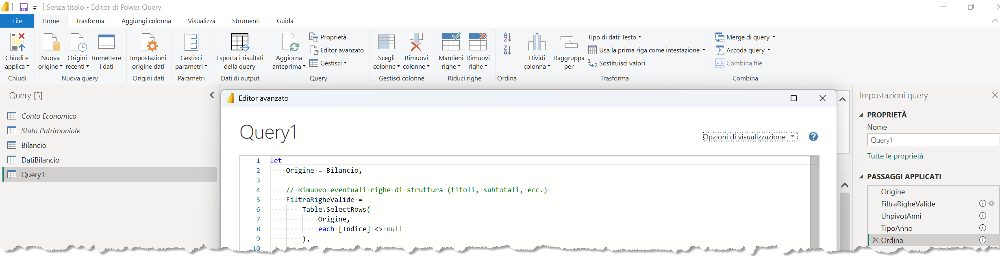 Senza titolo - Editor di Power Query
File Home Trasforma Aggiungi colonna Visualizza Strumenti Guida
Chiudi e applica
Chiudi
Nuova origine
Origini recenti
Immettere i dati
Nuova query
Impostazioni origine dati
Origini dati
Gestisci parametri
Parametri
Esporta i risultati della query
Dati di output
Aggiorna anteprima
Proprietà
Editor avanzato
Gestisci
Query
Scegli colonne
Rimuovi colonne
Gestisci colonne
Mantieni righe
Rimuovi righe
Riduci righe
Ordina
Dividi colonna
Raggruppa per
Tipo di dati: Testo
Usa la prima riga come intestazione
Sostituisci valori
Trasforma
Merge di query
Accoda query
Combina file
Combina
Query [5]
Conto Economico
Stato Patrimoniale
Bilancio
DatiBilancio
Query1
Editor avanzato
Query1
Opzioni di visualizzazione
1 let
2 Origine = Bilancio,
3
4 // Rimuovo eventuali righe di struttura (titoli, subtotali, ecc.)
5 FiltraRigheValide =
6 Table.SelectRows(
7 Origine,
8 each [Indice] <> null
9 ),
10
Impostazioni query
PROPRIETÀ
Nome
Query1
Tutte le proprietà
PASSAGGI APPLICATI
Origine
FiltraRigheValide
UnpivotAnni
TipoAnno
Ordina